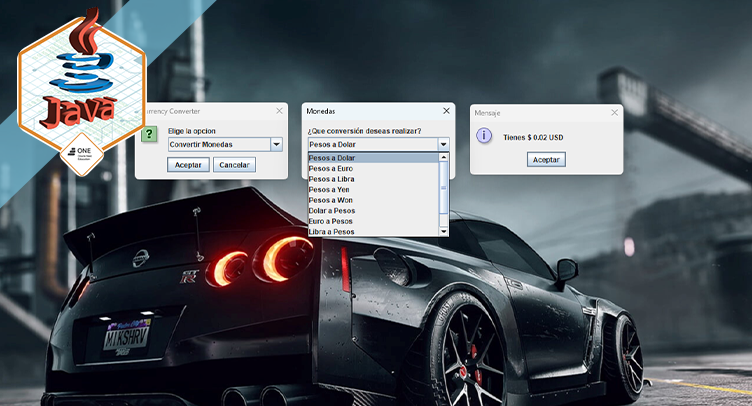 Java
ONE
urrency Converter
Elige la opcion
Convertir Monedas
Aceptar
Cancelar
Monedas
¿Que conversión deseas realizar?
Pesos a Dolar
Pesos a Dolar
Pesos a Euro
Pesos a Libra
Pesos a Yen
Pesos a Won
Dolar a Pesos
Euro a Pesos
Libra a Pesos
Mensaje
Tienes $ 0.02 USD
Aceptar
MTKSHRV